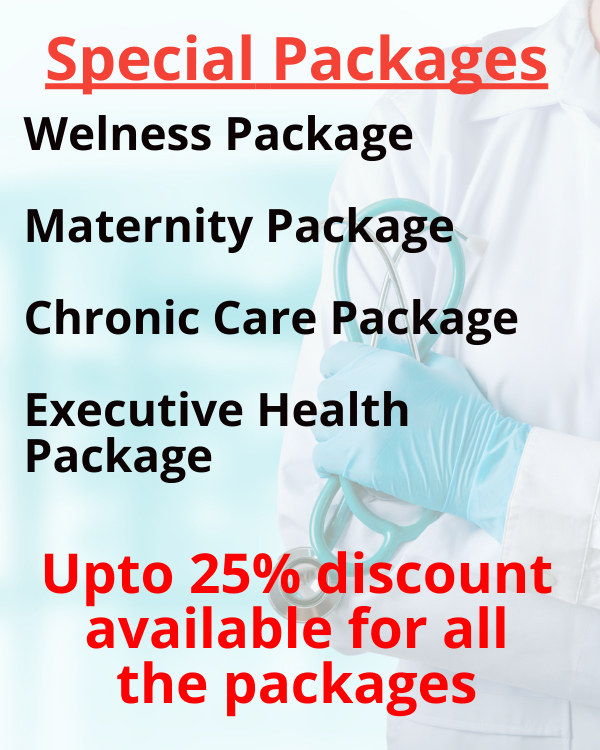 Special Packages
Welness Package
Maternity Package
Chronic Care Package
Executive Health
Package
Upto 25% discount
available for all
the packages